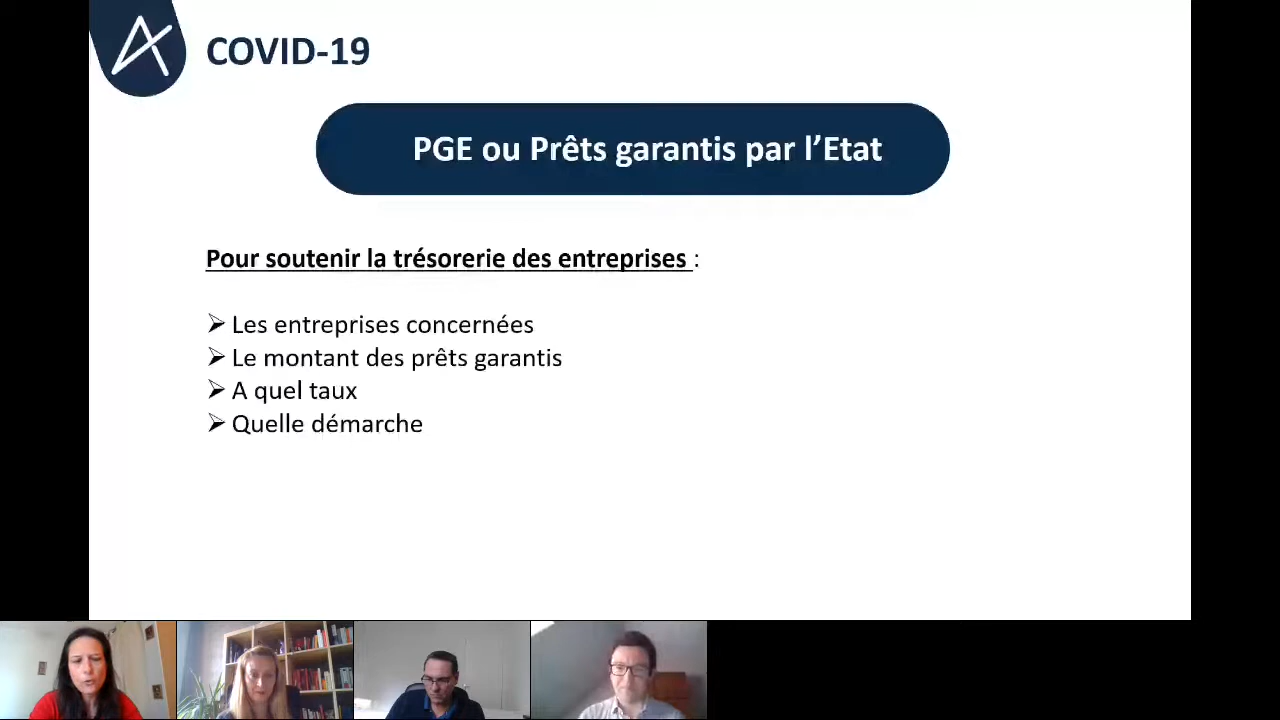 COVID-19
PGE ou Prêts garantis par l’Etat
Pour soutenir la trésorerie des entreprises :
➢ Les entreprises concernées
➢ Le montant des prêts garantis
➢ A quel taux
➢ Quelle démarche